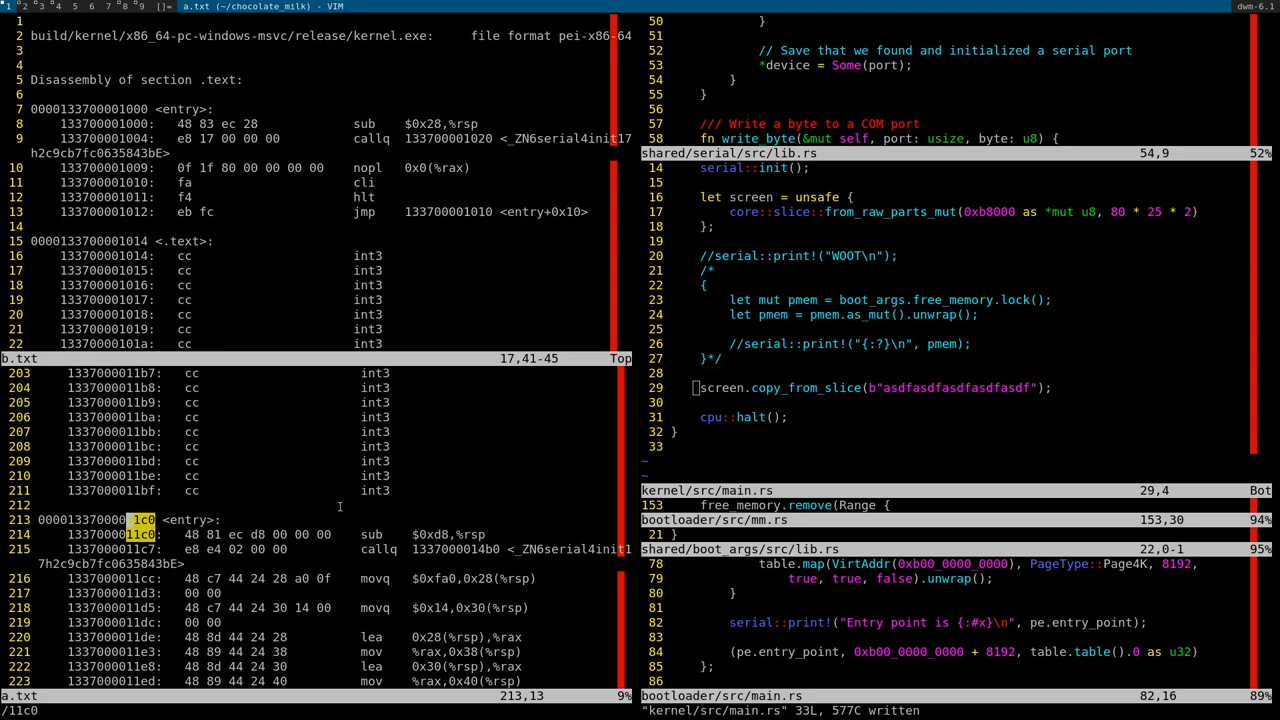 1 2 3 4 5 6 7 8 9 []= a.txt (~/chocolate_milk) - VIM dwm-6.1
1
2 build/kernel/x86_64-pc-windows-msvc/release/kernel.exe:     file format pei-x86-64
3
4
5 Disassembly of section .text:
6
7 0000133700001000 <entry>:
8     133700001000:  48 83 ec 28             sub    $0x28,%rsp
9     133700001004:  e8 17 00 00 00          callq  133700001020 <_ZN6serial4init17
h2c9cb7fc0635843bE>
10     133700001009:  0f 1f 80 00 00 00 00    nopl   0x0(%rax)
11     133700001010:  fa                      cli
12     133700001011:  f4                      hlt
13     133700001012:  eb fc                   jmp    133700001010 <entry+0x10>
14
15 0000133700001014 <.text>:
16     133700001014:  cc                      int3
17     133700001015:  cc                      int3
18     133700001016:  cc                      int3
19     133700001017:  cc                      int3
20     133700001018:  cc                      int3
21     133700001019:  cc                      int3
22     13370000101a:  cc                      int3
b.txt 17,41-45 Top
203     1337000011b7:   cc                      int3
204     1337000011b8:   cc                      int3
205     1337000011b9:   cc                      int3
206     1337000011ba:   cc                      int3
207     1337000011bb:   cc                      int3
208     1337000011bc:   cc                      int3
209     1337000011bd:   cc                      int3
210     1337000011be:   cc                      int3
211     1337000011bf:   cc                      int3
212
213 00001337000011c0 <entry>:
214     1337000011c0:   48 81 ec d8 00 00 00    sub    $0xd8,%rsp
215     1337000011c7:   e8 e4 02 00 00          callq  1337000014b0 <_ZN6serial4init1
7h2c9cb7fc0635843bE>
216     1337000011cc:   48 c7 44 24 28 a0 0f    movq   $0xfa0,0x28(%rsp)
217     1337000011d3:   00 00
218     1337000011d5:   48 c7 44 24 30 14 00    movq   $0x14,0x30(%rsp)
219     1337000011dc:   00 00
220     1337000011de:   48 8d 44 24 28          lea    0x28(%rsp),%rax
221     1337000011e3:   48 89 44 24 38          mov    %rax,0x38(%rsp)
222     1337000011e8:   48 8d 44 24 30          lea    0x30(%rsp),%rax
223     1337000011ed:   48 89 44 24 40          mov    %rax,0x40(%rsp)
a.txt 213,13 9%
/11c0
50         }
51
52         // Save that we found and initialized a serial port
53         *device = Some(port);
54     }
55 }
56
57 /// Write a byte to a COM port
58 fn write_byte(&mut self, port: usize, byte: u8) {
shared/serial/src/lib.rs 54,9 52%
14     serial::init();
15
16     let screen = unsafe {
17         core::slice::from_raw_parts_mut(0xb8000 as *mut u8, 80 * 25 * 2)
18     };
19
20     //serial::print!("WOOT\n");
21     /*
22     {
23         let mut pmem = boot_args.free_memory.lock();
24         let pmem = pmem.as_mut().unwrap();
25
26         //serial::print!("{:?}\n", pmem);
27     }*/
28
29     screen.copy_from_slice(b"asdfasdfasdfasdfasdf");
30
31     cpu::halt();
32 }
33
~
~
kernel/src/main.rs 29,4 Bot
153     free_memory.remove(Range {
bootloader/src/mm.rs 153,30 94%
21 }
shared/boot_args/src/lib.rs 22,0-1 95%
78             table.map(VirtAddr(0xb00_0000_0000), PageType::Page4K, 8192,
79                 true, true, false).unwrap();
80         }
81
82         serial::print!("Entry point is {:#x}\n", pe.entry_point);
83
84         (pe.entry_point, 0xb00_0000_0000 + 8192, table.table().0 as u32)
85     };
86
bootloader/src/main.rs 82,16 89%
"kernel/src/main.rs" 33L, 577C written